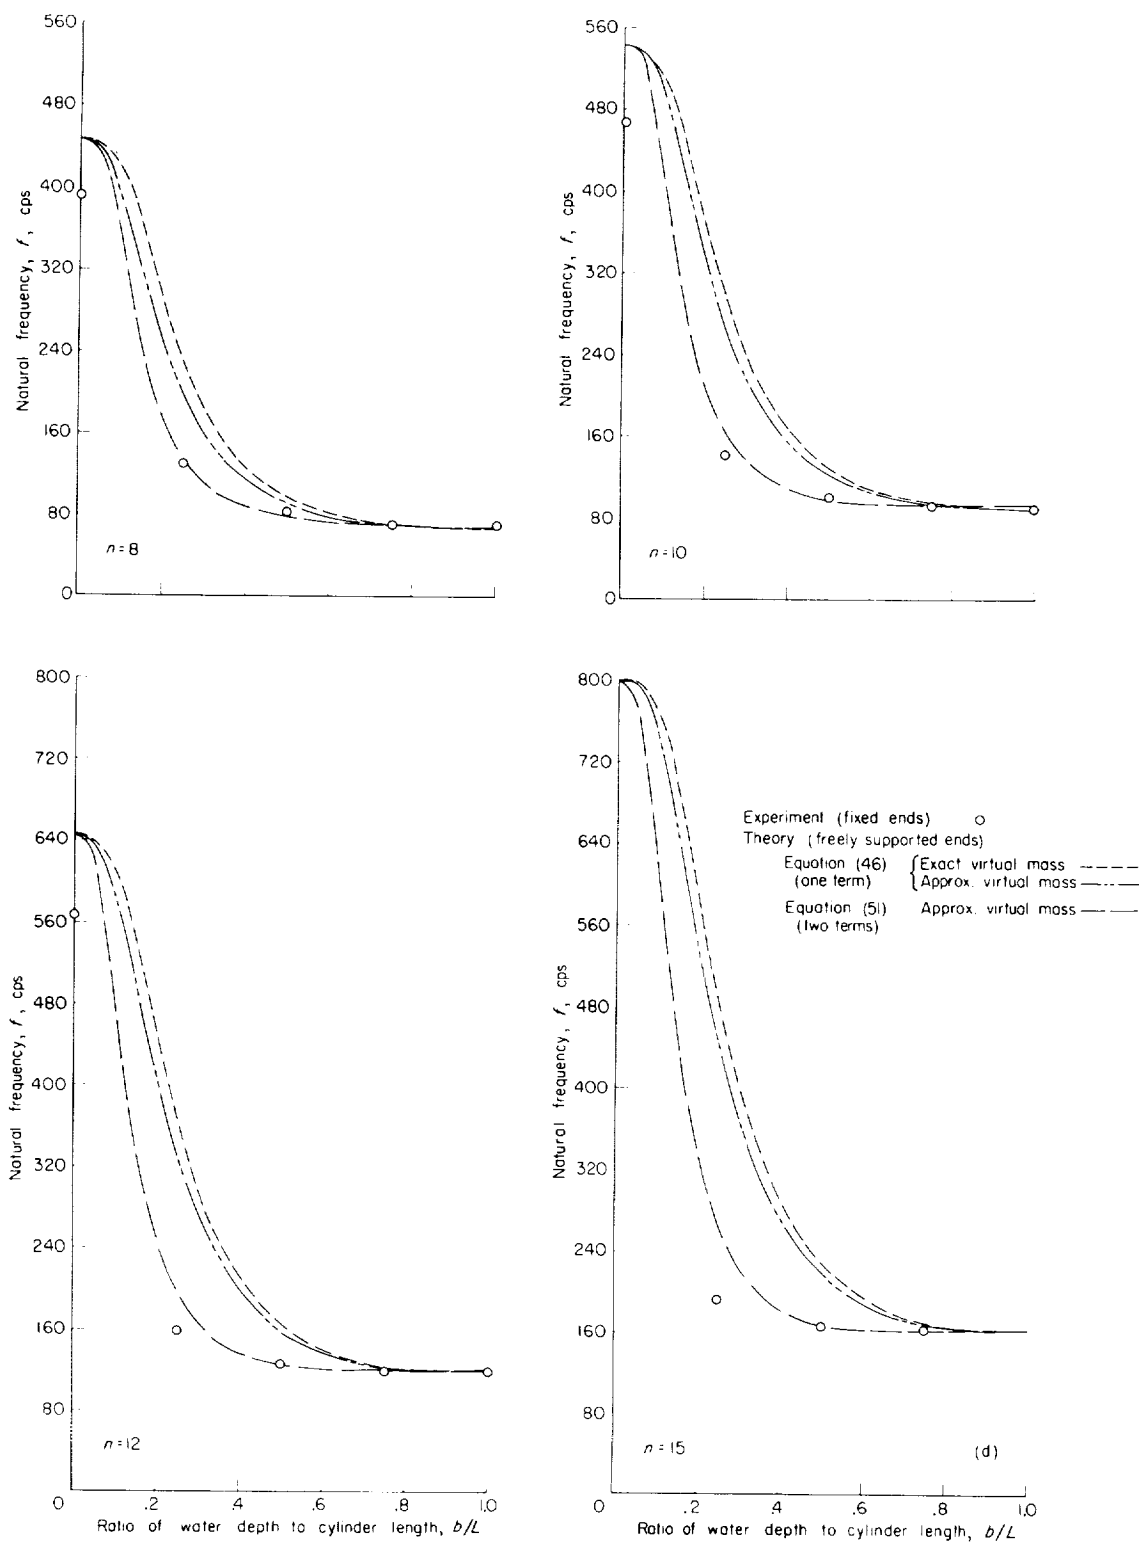 560
480
400
320
240
160
80
0
Natural frequency, f, cps
n=8
560
480
400
320
240
160
80
0
Natural frequency, f, cps
n=10
800
720
640
560
480
400
320
240
160
80
0
Natural frequency, f, cps
n=12
.2 .4 .6 .8 1.0
Ratio of water depth to cylinder length, b/L
800
720
640
560
480
400
320
240
160
80
0
Natural frequency, f, cps
Experiment (fixed ends)
Theory (freely supported ends)
Equation (46) Exact virtual mass
(one term) Approx. virtual mass
Equation (51) Approx. virtual mass
(two terms)
n=15
(d)
.2 .4 .6 .8 1.0
Ratio of water depth to cylinder length, b/L